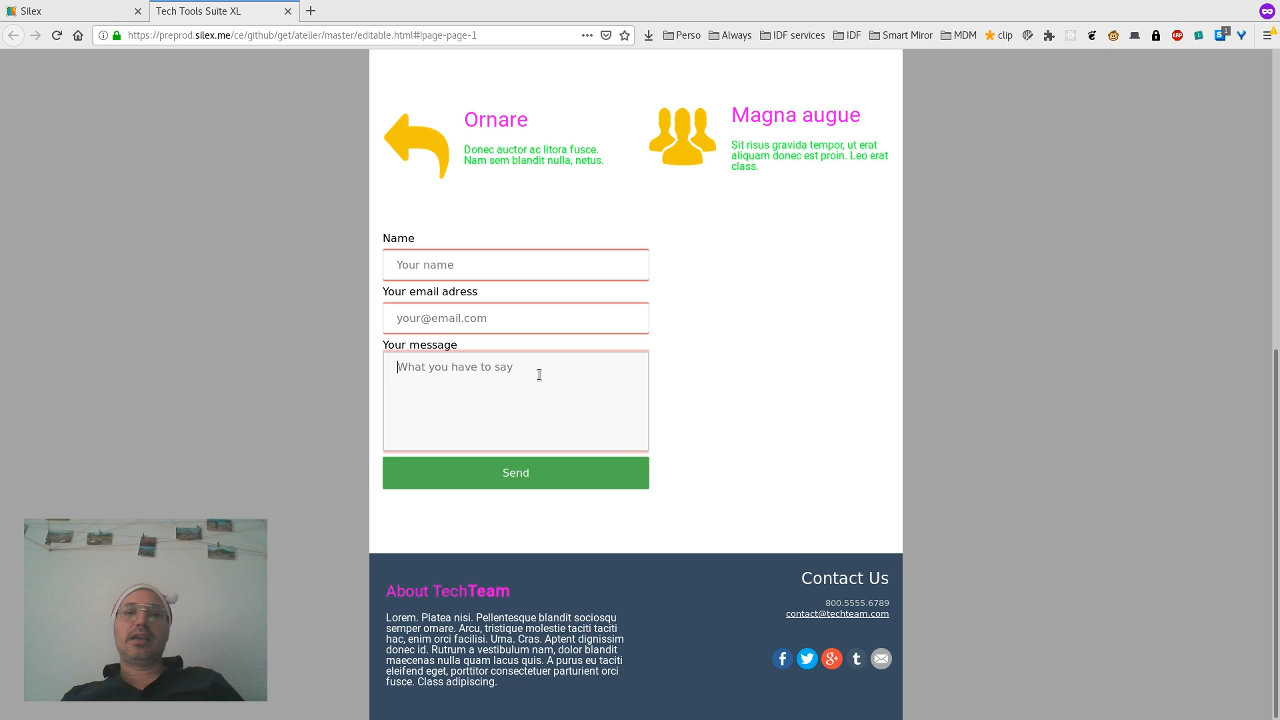 Silex
Tech Tools Suite XL
https://preprod.silex.me/ce/github/get/atelier/master/editable.html#!page-page-1
Perso
Always
IDF services
IDF
Smart Miror
MDM
clip
Ornare
Donec auctor ac litora fusce.
Nam sem blandit nulla, netus.
Magna augue
Sit risus gravida tempor, ut erat
aliquam donec est proin. Leo erat
class.
Name
Your name
Your email adress
your@email.com
Your message
What you have to say
Send
About TechTeam
Lorem. Platea nisi. Pellentesque blandit sociosqu
semper ornare. Arcu, tristique molestie taciti taciti
hac, enim orci facilisi. Urna. Cras. Aptent dignissim
donec id. Rutrum a vestibulum nam, dolor blandit
maecenas nulla quam lacus quis. A purus eu taciti
eleifend eget, porttitor consectetuer parturient orci
fusce. Class adipiscing.
Contact Us
800.5555.6789
contact@techteam.com